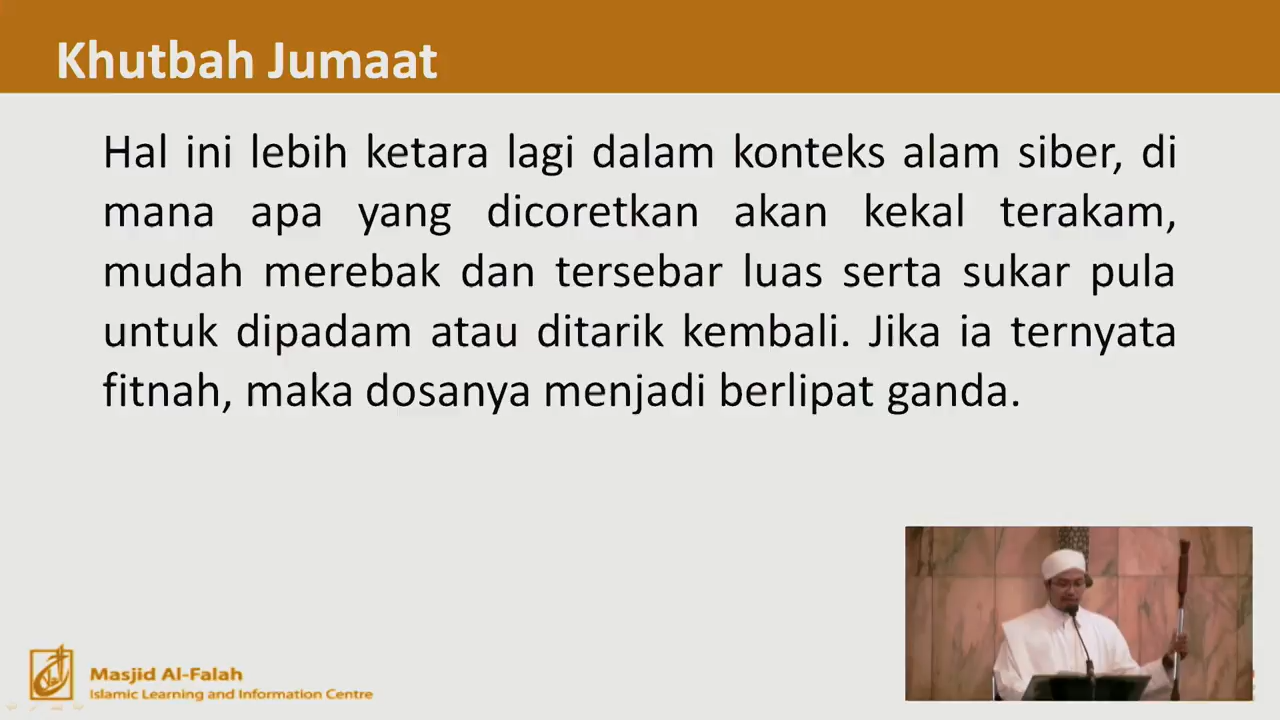 Khutbah Jumaat
Hal ini lebih ketara lagi dalam konteks alam siber, di
mana apa yang dicoretkan akan kekal terakam,
mudah merebak dan tersebar luas serta sukar pula
untuk dipadam atau ditarik kembali. Jika ia ternyata
fitnah, maka dosanya menjadi berlipat ganda.
Masjid Al-Falah
Islamic Learning and Information Centre